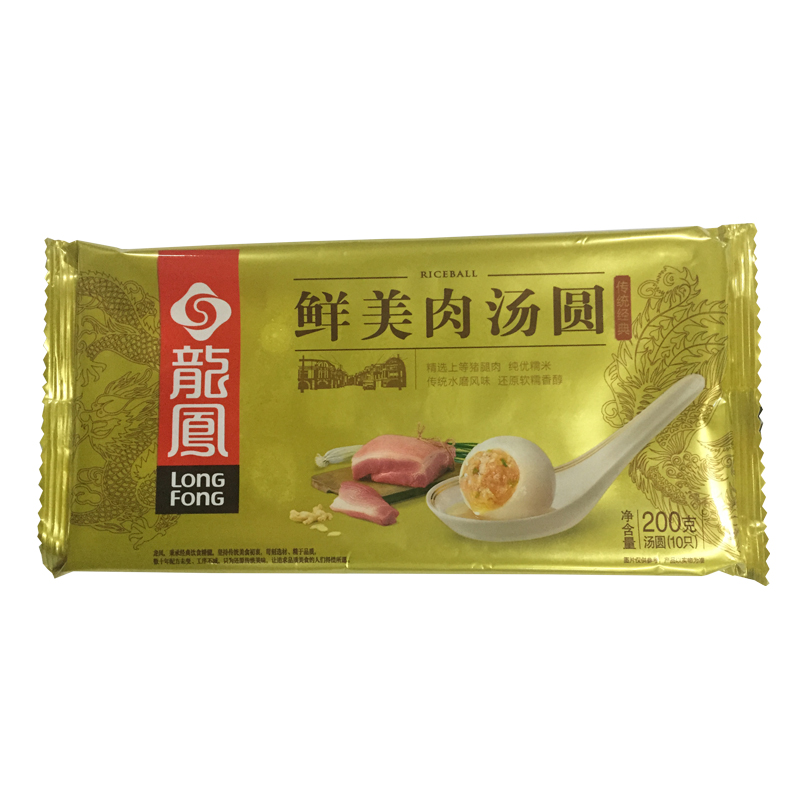 龍鳳
LONG
FONG
RICEBALL
鲜美肉汤圆
传统经典
精选上等猪腿肉 纯优糯米
传统水磨风味 还原软糯香醇
净含量
200克
汤圆(10只)